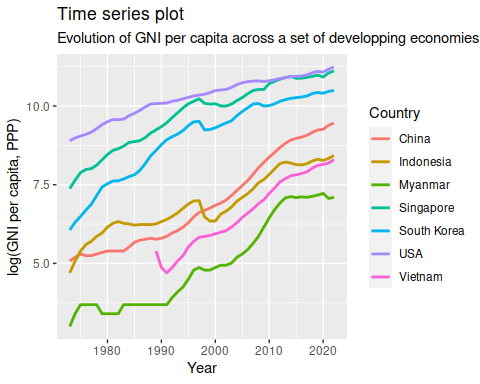 Time series plot
Evolution of GNI per capita across a set of developping economies
log(GNI per capita, PPP)
10.0
7.5
5.0
1980
1990
2000
2010
2020
Year
Country
China
Indonesia
Myanmar
Singapore
South Korea
USA
Vietnam